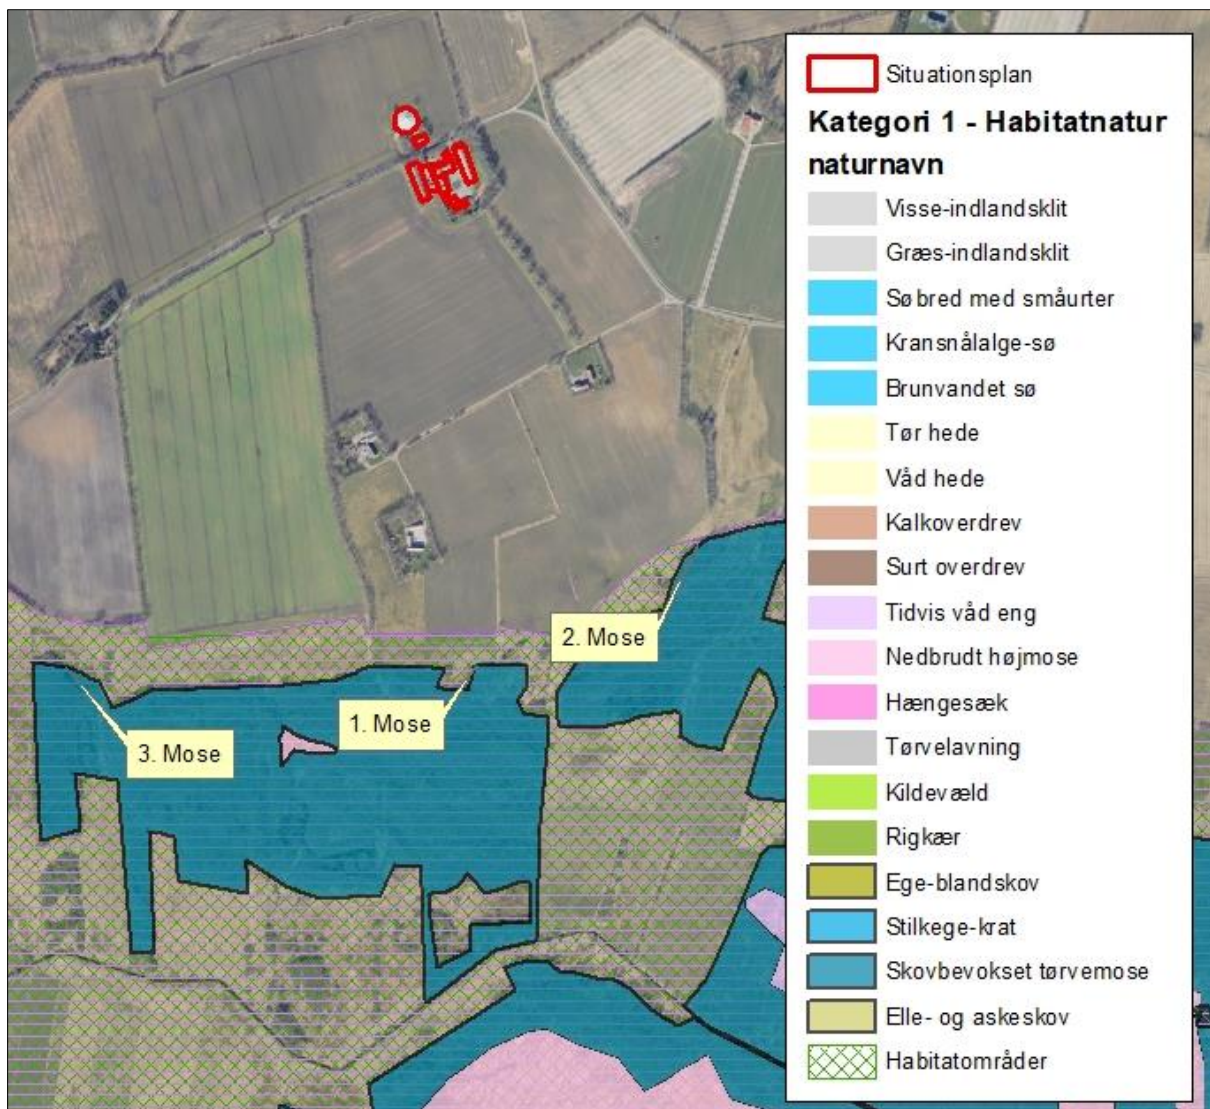 Situationsplan
Kategori 1 - Habitatnatur
naturnavn
Visse-indlandsklit
Græs-indlandsklit
Søbred med småurter
Kransnålalge-sø
Brunvandet sø
Tør hede
Våd hede
Kalkoverdrev
Surt overdrev
Tidvis våd eng
Nedbrudt højmose
Hængesæk
Tørvelavning
Kildevæld
Rigkær
Ege-blandskov
Stilkege-krat
Skovbevokset tørvemose
Elle- og askeskov
Habitatområder
2. Mose
1. Mose
3. Mose